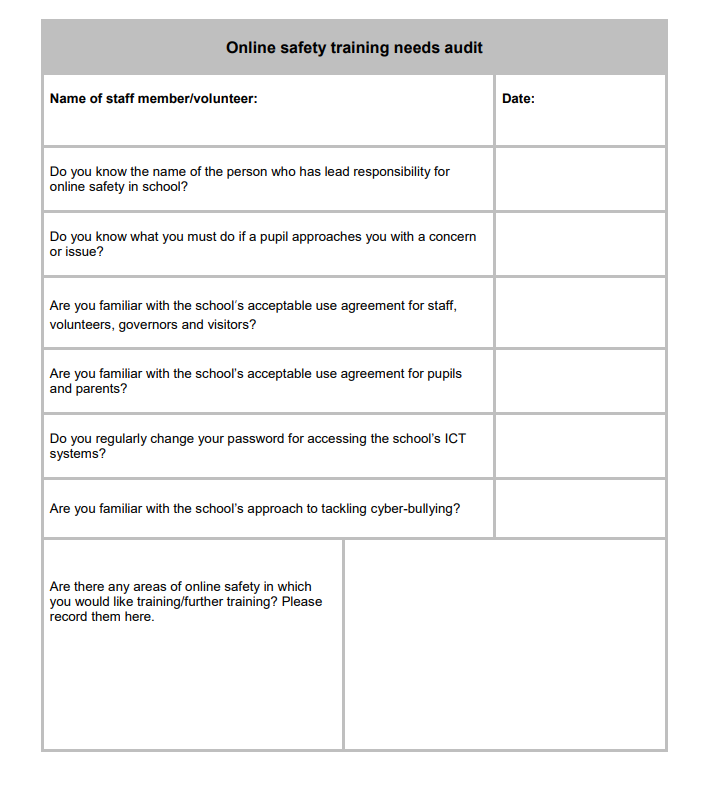 Online safety training needs audit
Name of staff member/volunteer:
Date:
Do you know the name of the person who has lead responsibility for
online safety in school?
Do you know what you must do if a pupil approaches you with a concern
or issue?
Are you familiar with the school's acceptable use agreement for staff,
volunteers, governors and visitors?
Are you familiar with the school's acceptable use agreement for pupils
and parents?
Do you regularly change your password for accessing the school's ICT
systems?
Are you familiar with the school's approach to tackling cyber-bullying?
Are there any areas of online safety in which
you would like training/further training? Please
record them here.